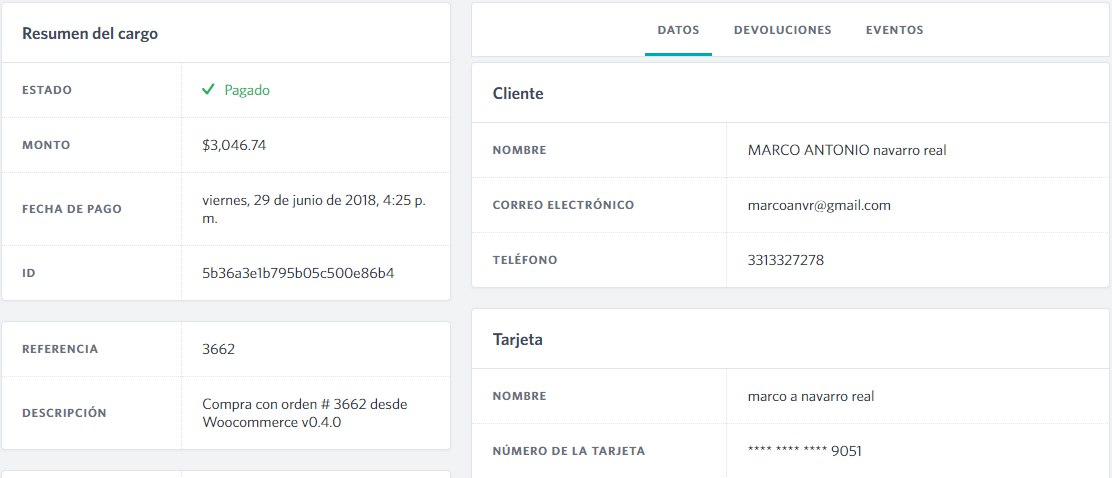 Resumen del cargo
ESTADO Pagado
MONTO $3,046.74
FECHA DE PAGO viernes, 29 de junio de 2018, 4:25 p.
m.
ID 5b36a3e1b795b05c500e86b4
REFERENCIA 3662
DESCRIPCIÓN Compra con orden # 3662 desde
Woocommerce v0.4.0
DATOS DEVOLUCIONES EVENTOS
Cliente
NOMBRE MARCO ANTONIO navarro real
CORREO ELECTRÓNICO marcoanvr@gmail.com
TELÉFONO 3313327278
Tarjeta
NOMBRE marco a navarro real
NÚMERO DE LA TARJETA **** **** **** 9051